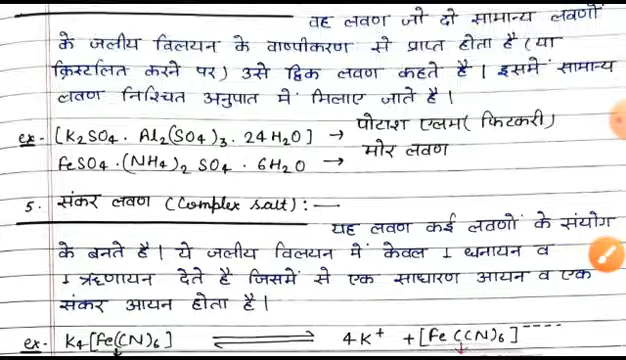 वह लवण जो दो सामान्य लवणों
के जलीय विलयन के वाष्पीकरण से प्राप्त होता है (या
क्रिस्टलित करने पर) उसे द्विक लवण कहते है। इसमें सामान्य
लवण निश्चित अनुपात में मिलाए जाते है।
ex- [K2SO4 · Al2(SO4)3 · 24H2O] → पोटाश एलम (फिटकरी)
FeSO4 · (NH4)2 SO4 · 6H2O → मोर लवण
5. संकर लवण (Complex salt) : —
यह लवण कई लवणों के संयोग
के बनते है। ये जलीय विलयन में केवल 1 धनायन व
1 ऋणायन देते है जिसमें से एक साधारण आयन व एक
संकर आयन होता है।
ex- K4[Fe(CN)6] ⇌ 4K+ + [Fe(CN)6]----